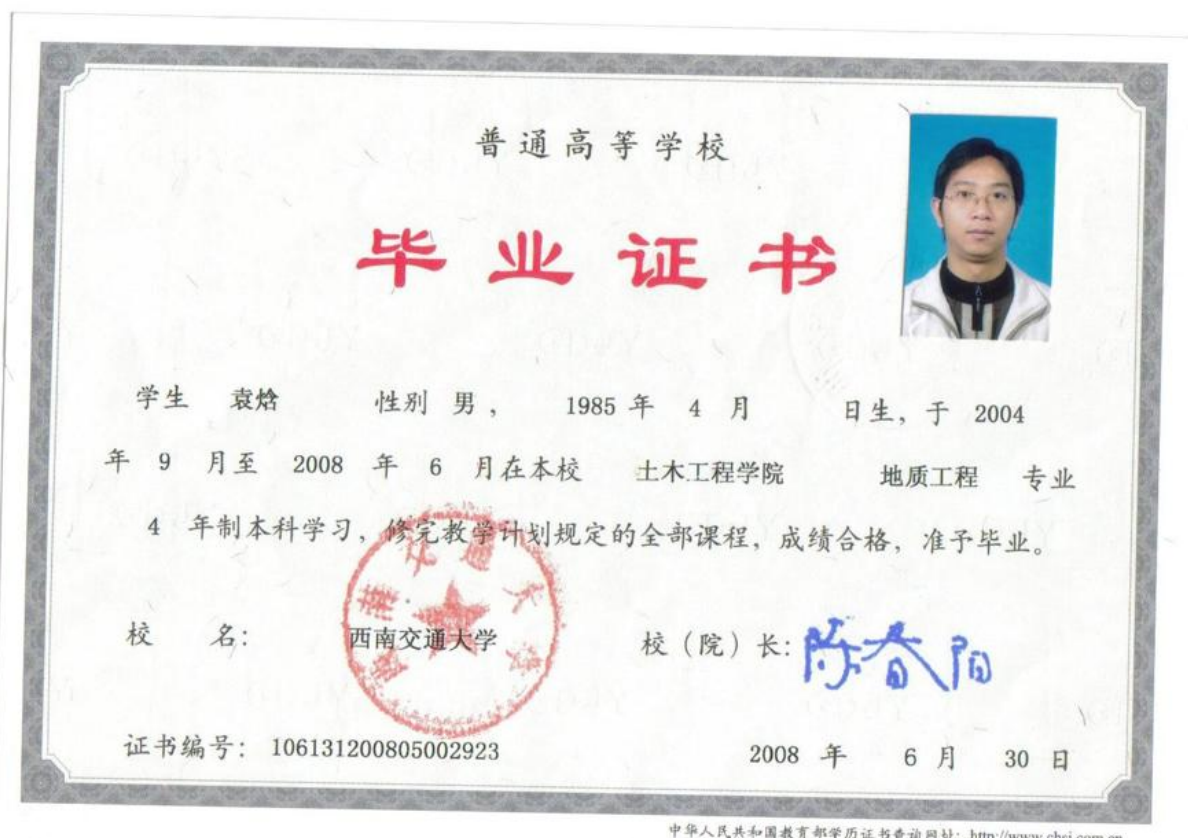 普通高等学校
毕业证书
学生 袁焓 性别 男, 1985 年 4 月 日生, 于 2004
年 9 月至 2008 年 6 月在本校 土木工程学院 地质工程 专业
4 年制本科学习, 修完教学计划规定的全部课程, 成绩合格, 准予毕业。
校 名: 西南交通大学 校(院)长: 陈春阳
西南交通大学
证书编号: 106131200805002923 2008 年 6 月 30 日
中华人民共和国教育部学历证书查询网址: http://www.chsi.com.cn